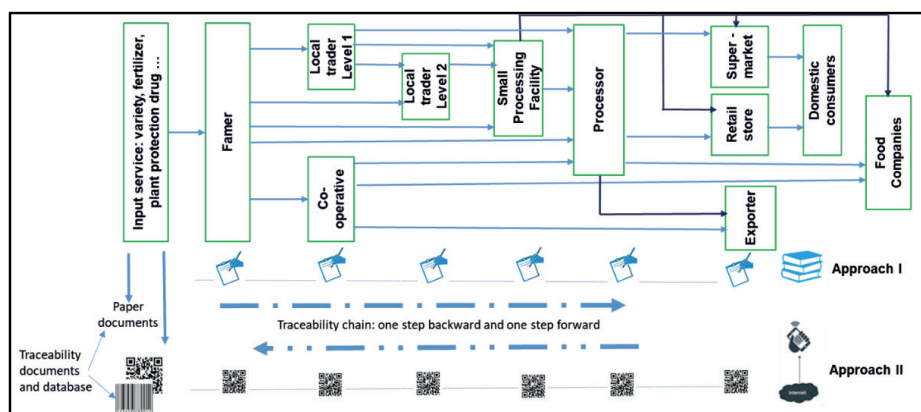 Input service: variety, fertilizer,
plant protection drug ...
Famer
Local
trader
Level 1
Local
trader
Level 2
Small
Processing
Facility
Processor
Super -
market
Retail
store
Domestic
consumers
Food
Companies
Co-
operative
Exporter
Approach I
Paper
documents
Traceability chain: one step backward and one step forward
Traceability
documents
and database
Internet
Approach II